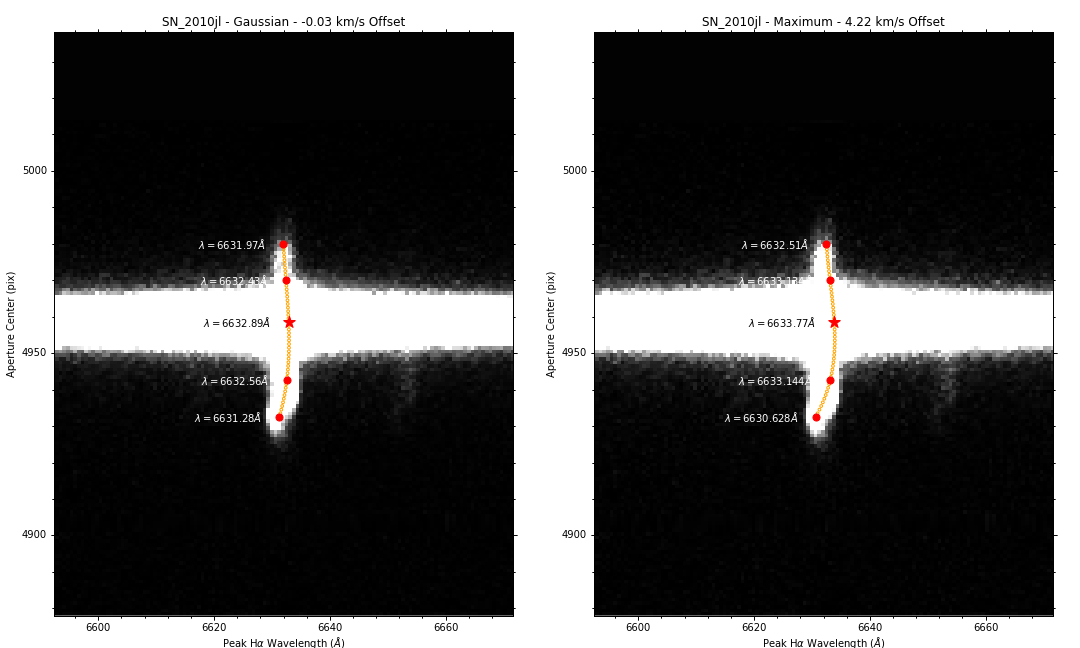 SN_2010jl - Gaussian - -0.03 km/s Offset
5000
4950
4900
Aperture Center (pix)
λ = 6631.97Å
λ = 6632.43Å
λ = 6632.89Å
λ = 6632.56Å
λ = 6631.28Å
6600 6620 6640 6660
Peak Hα Wavelength (Å)
SN_2010jl - Maximum - 4.22 km/s Offset
5000
4950
4900
Aperture Center (pix)
λ = 6632.51Å
λ = 6633.77Å
λ = 6633.144Å
λ = 6630.628Å
6600 6620 6640 6660
Peak Hα Wavelength (Å)